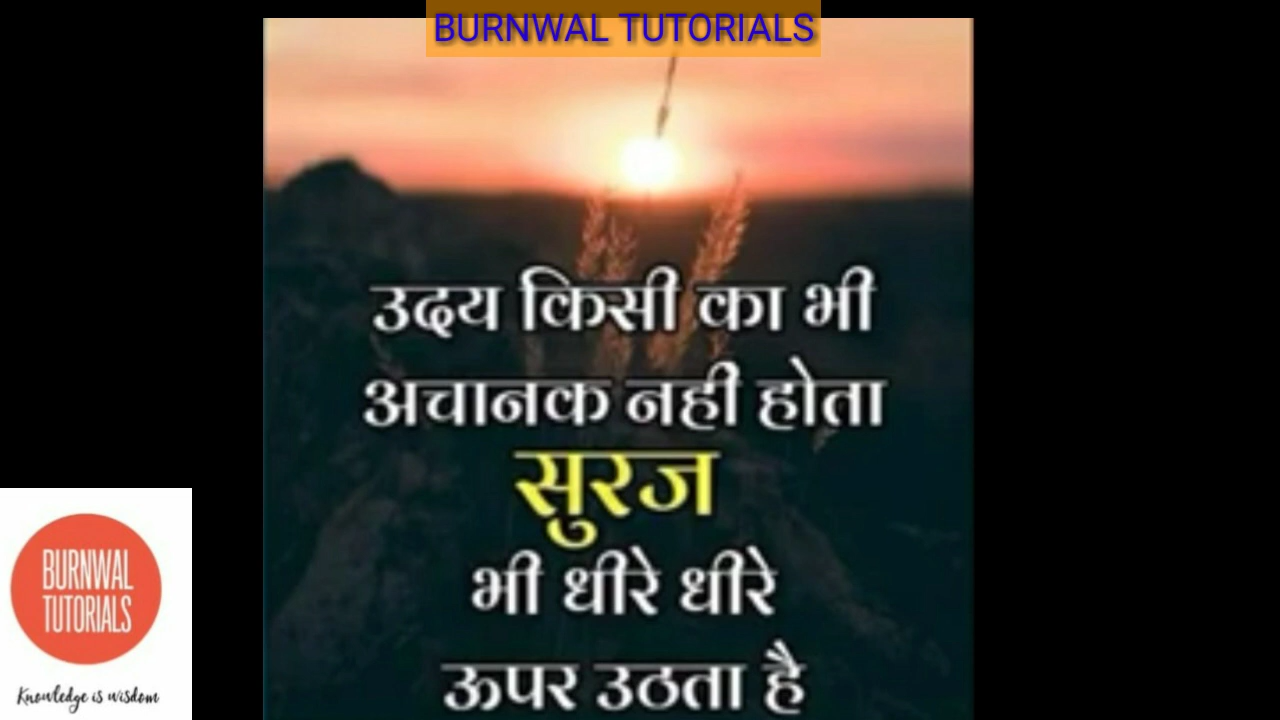 BURNWAL TUTORIALS
उदय किसी का भी
अचानक नही होता
सुरज
भी धीरे धीरे
ऊपर उठता है
BURNWAL
TUTORIALS
Knowledge is wisdom